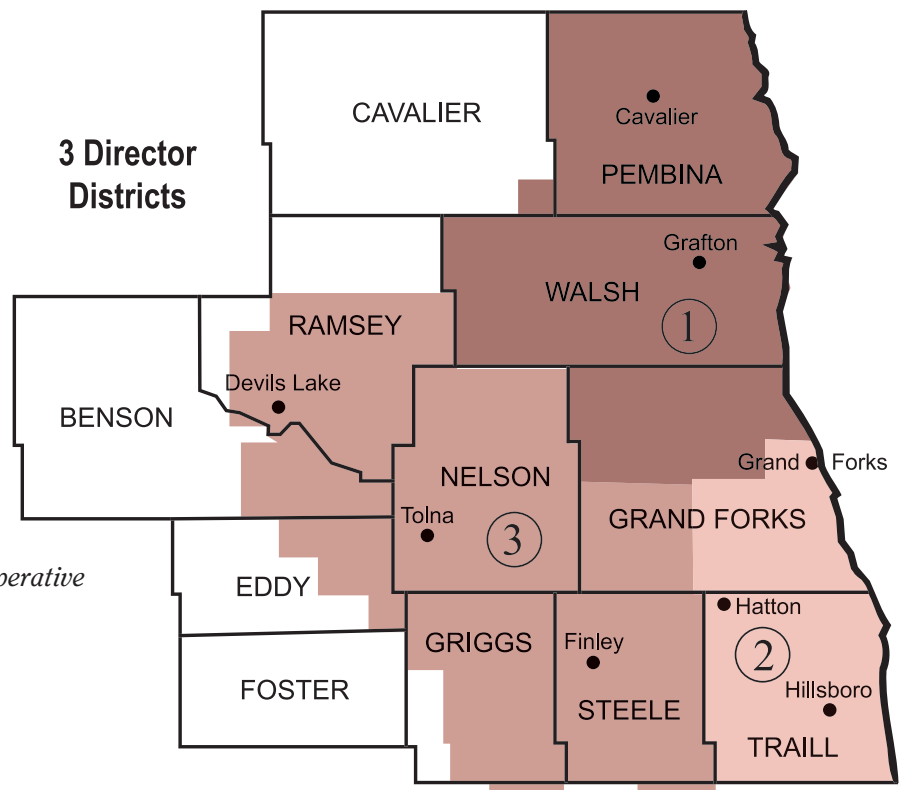 CAVALIER
Cavalier
3 Director
Districts
PEMBINA
Grafton
WALSH
1
RAMSEY
Devils Lake
BENSON
Grand Forks
NELSON
Tolna
GRAND FORKS
3
perative
EDDY
Hatton
GRIGGS
Finley
2
FOSTER
Hillsboro
STEELE
TRAILL